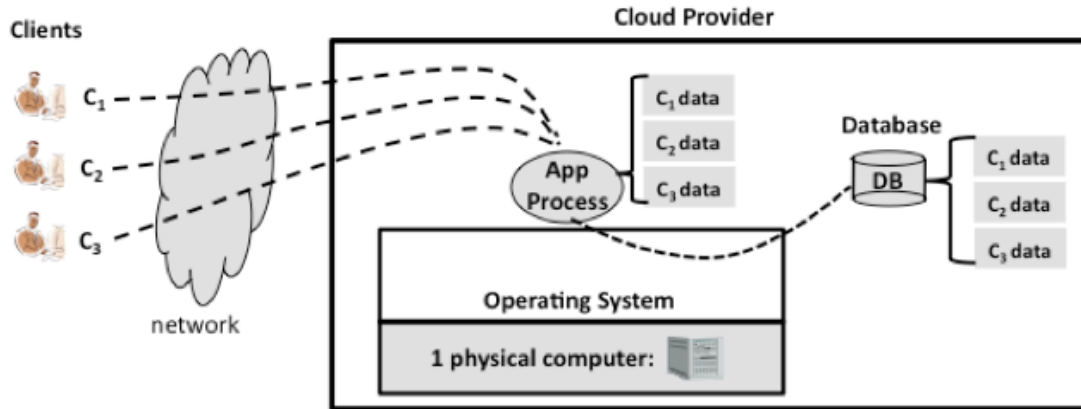 Cloud Provider
Clients
C₁
C₂
C₃
network
C₁ data
C₂ data
C₃ data
App
Process
Database
DB
C₁ data
C₂ data
C₃ data
Operating System
1 physical computer: